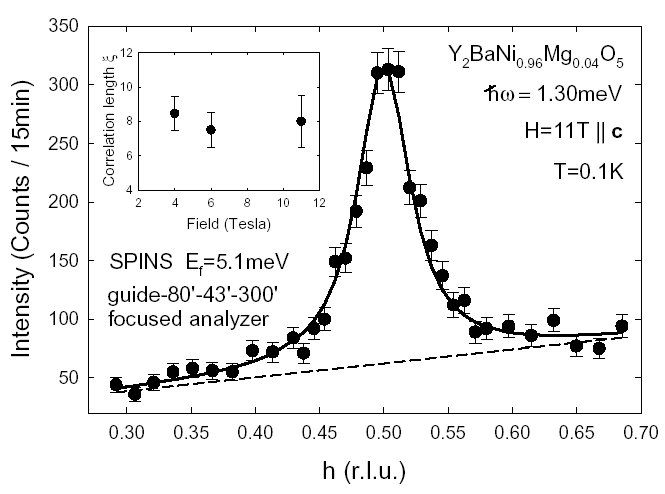 350
300
250
200
150
100
50
Intensity (Counts / 15min)
0.30 0.35 0.40 0.45 0.50 0.55 0.60 0.65 0.70
h (r.l.u.)
12
10
8
6
4
Correlation length ξ
2 4 6 8 10 12
Field (Tesla)
Y₂BaNi₀.₉₆Mg₀.₀₄O₅
ħω = 1.30meV
H=11T || c
T=0.1K
SPINS E_f=5.1meV
guide-80'-43'-300'
focused analyzer